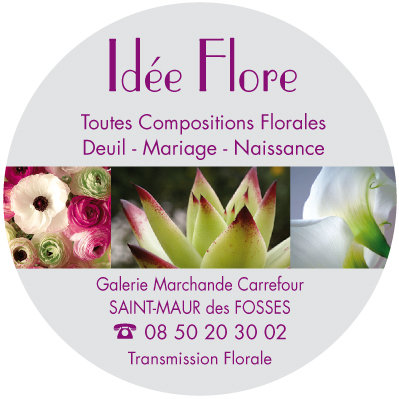 Idée Flore
Toutes Compositions Florales
Deuil - Mariage - Naissance
Galerie Marchande Carrefour
SAINT-MAUR des FOSSES
☎ 08 50 20 30 02
Transmission Florale